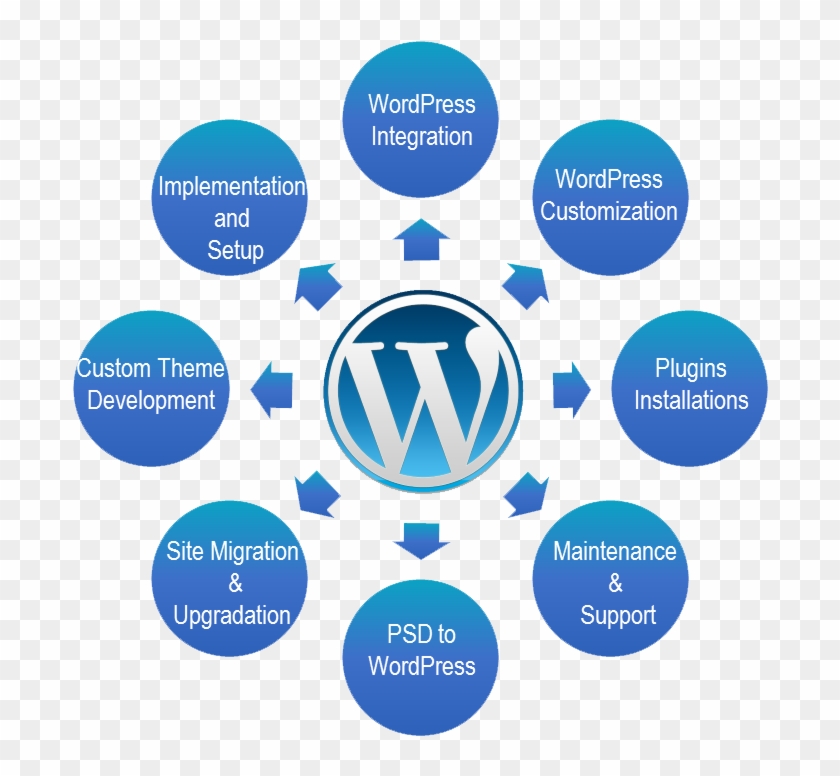 WordPress
Integration
WordPress
Customization
Plugins
Installations
Maintenance
&
Support
PSD to
WordPress
Site Migration
&
Upgradation
Custom Theme
Development
Implementation
and
Setup
W